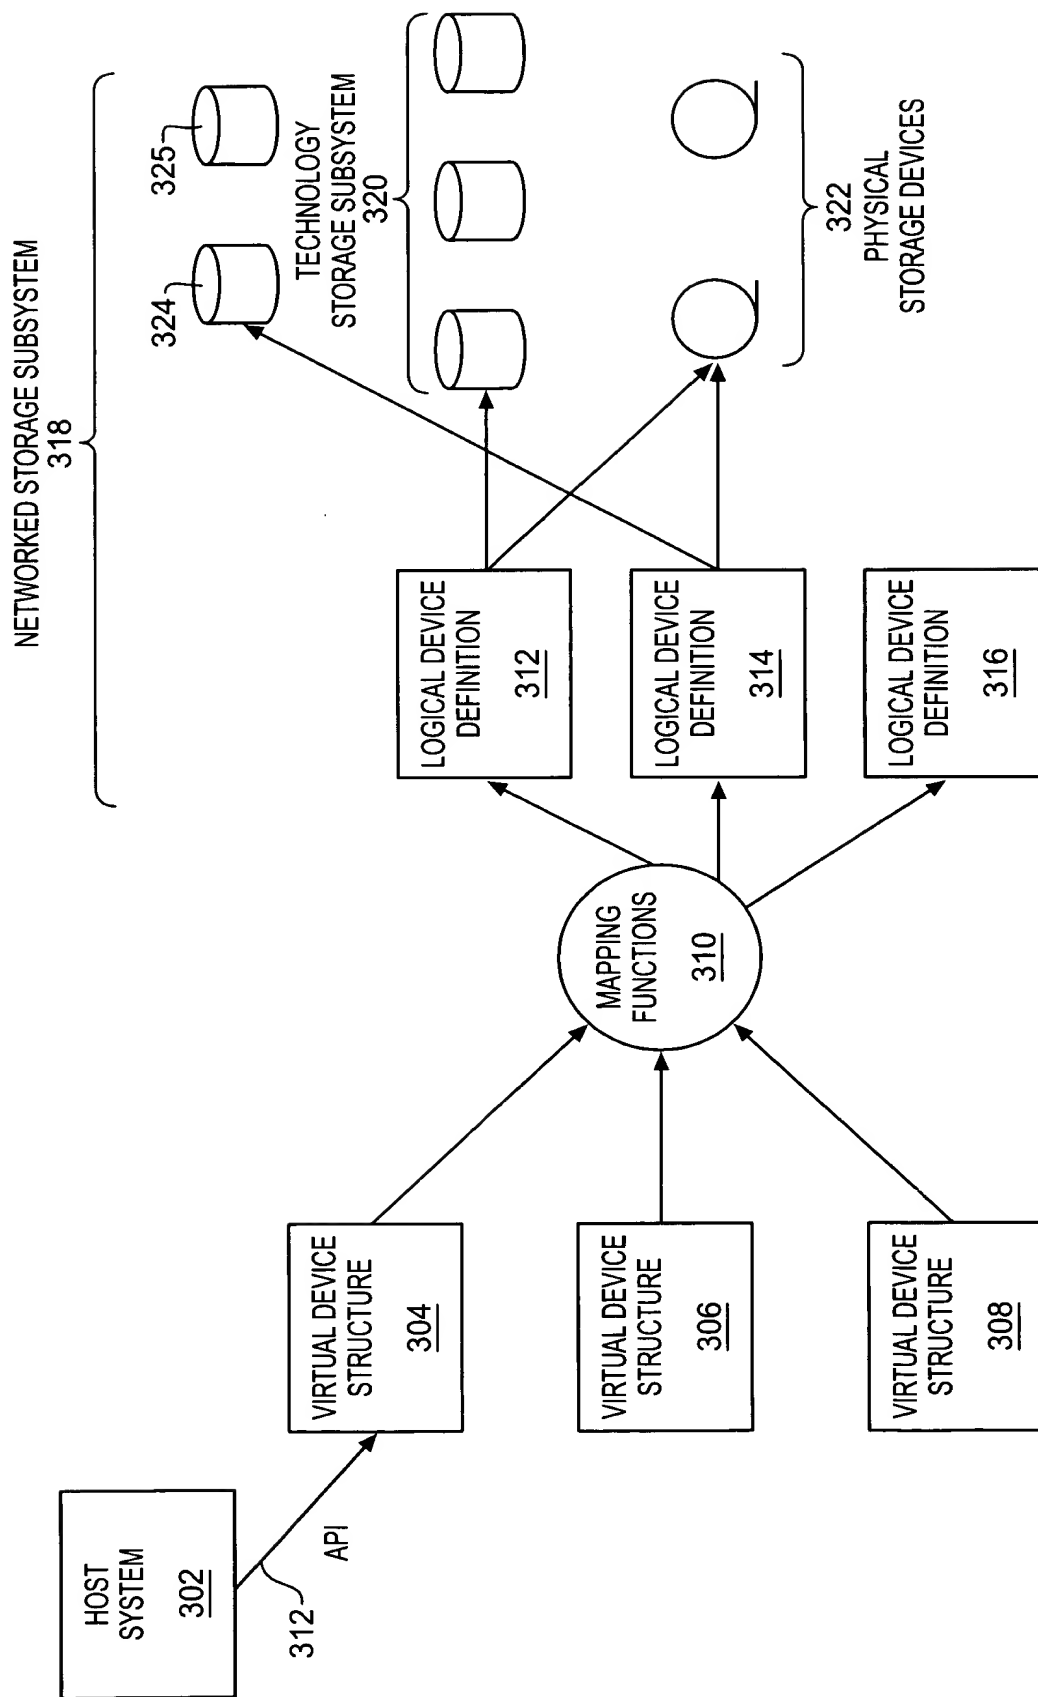 NETWORKED STORAGE SUBSYSTEM
318
324
325
TECHNOLOGY
STORAGE SUBSYSTEM
320
322
PHYSICAL
STORAGE DEVICES
HOST
SYSTEM
302
312
API
VIRTUAL DEVICE
STRUCTURE
304
VIRTUAL DEVICE
STRUCTURE
306
VIRTUAL DEVICE
STRUCTURE
308
MAPPING
FUNCTIONS
310
LOGICAL DEVICE
DEFINITION
312
LOGICAL DEVICE
DEFINITION
314
LOGICAL DEVICE
DEFINITION
316